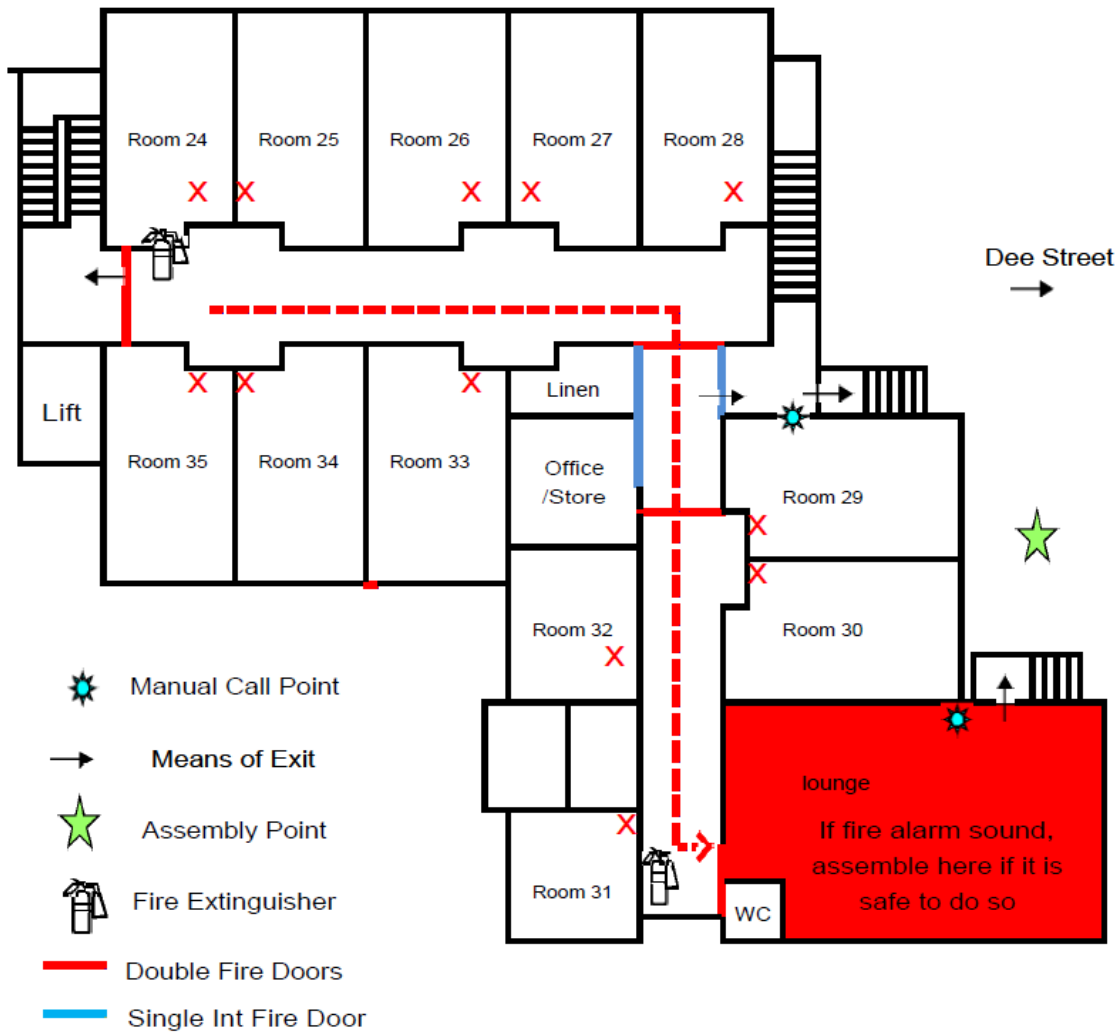 Room 24
Room 25
Room 26
Room 27
Room 28
X
X
X
X
X
Dee Street
X
X
X
Linen
Lift
Room 35
Room 34
Room 33
Office
/Store
Room 29
X
X
Room 32
Room 30
X
Manual Call Point
Means of Exit
lounge
Assembly Point
X
If fire alarm sound,
assemble here if it is
safe to do so
Fire Extinguisher
Room 31
WC
Double Fire Doors
Single Int Fire Door